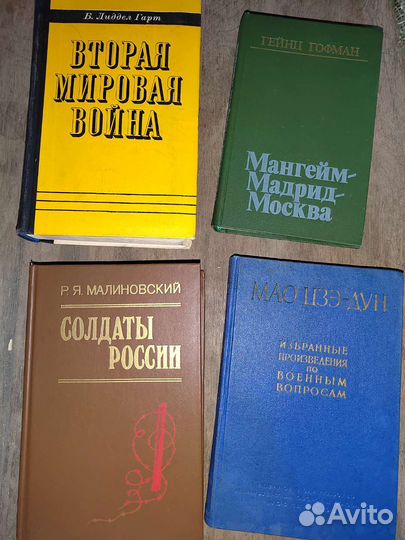 Б. Лиддел Гарт
ВТОРАЯ
МИРОВАЯ
ВОЙНА
ГЕЙНЦ ГОФМАН
Мангейм-
Мадрид-
Москва
Р. Я. МАЛИНОВСКИЙ
СОЛДАТЫ
РОССИИ
МАО ЦЗЭ-ДУН
ИЗБРАННЫЕ
ПРОИЗВЕДЕНИЯ
ПО
ВОЕННЫМ
ВОПРОСАМ
Avito